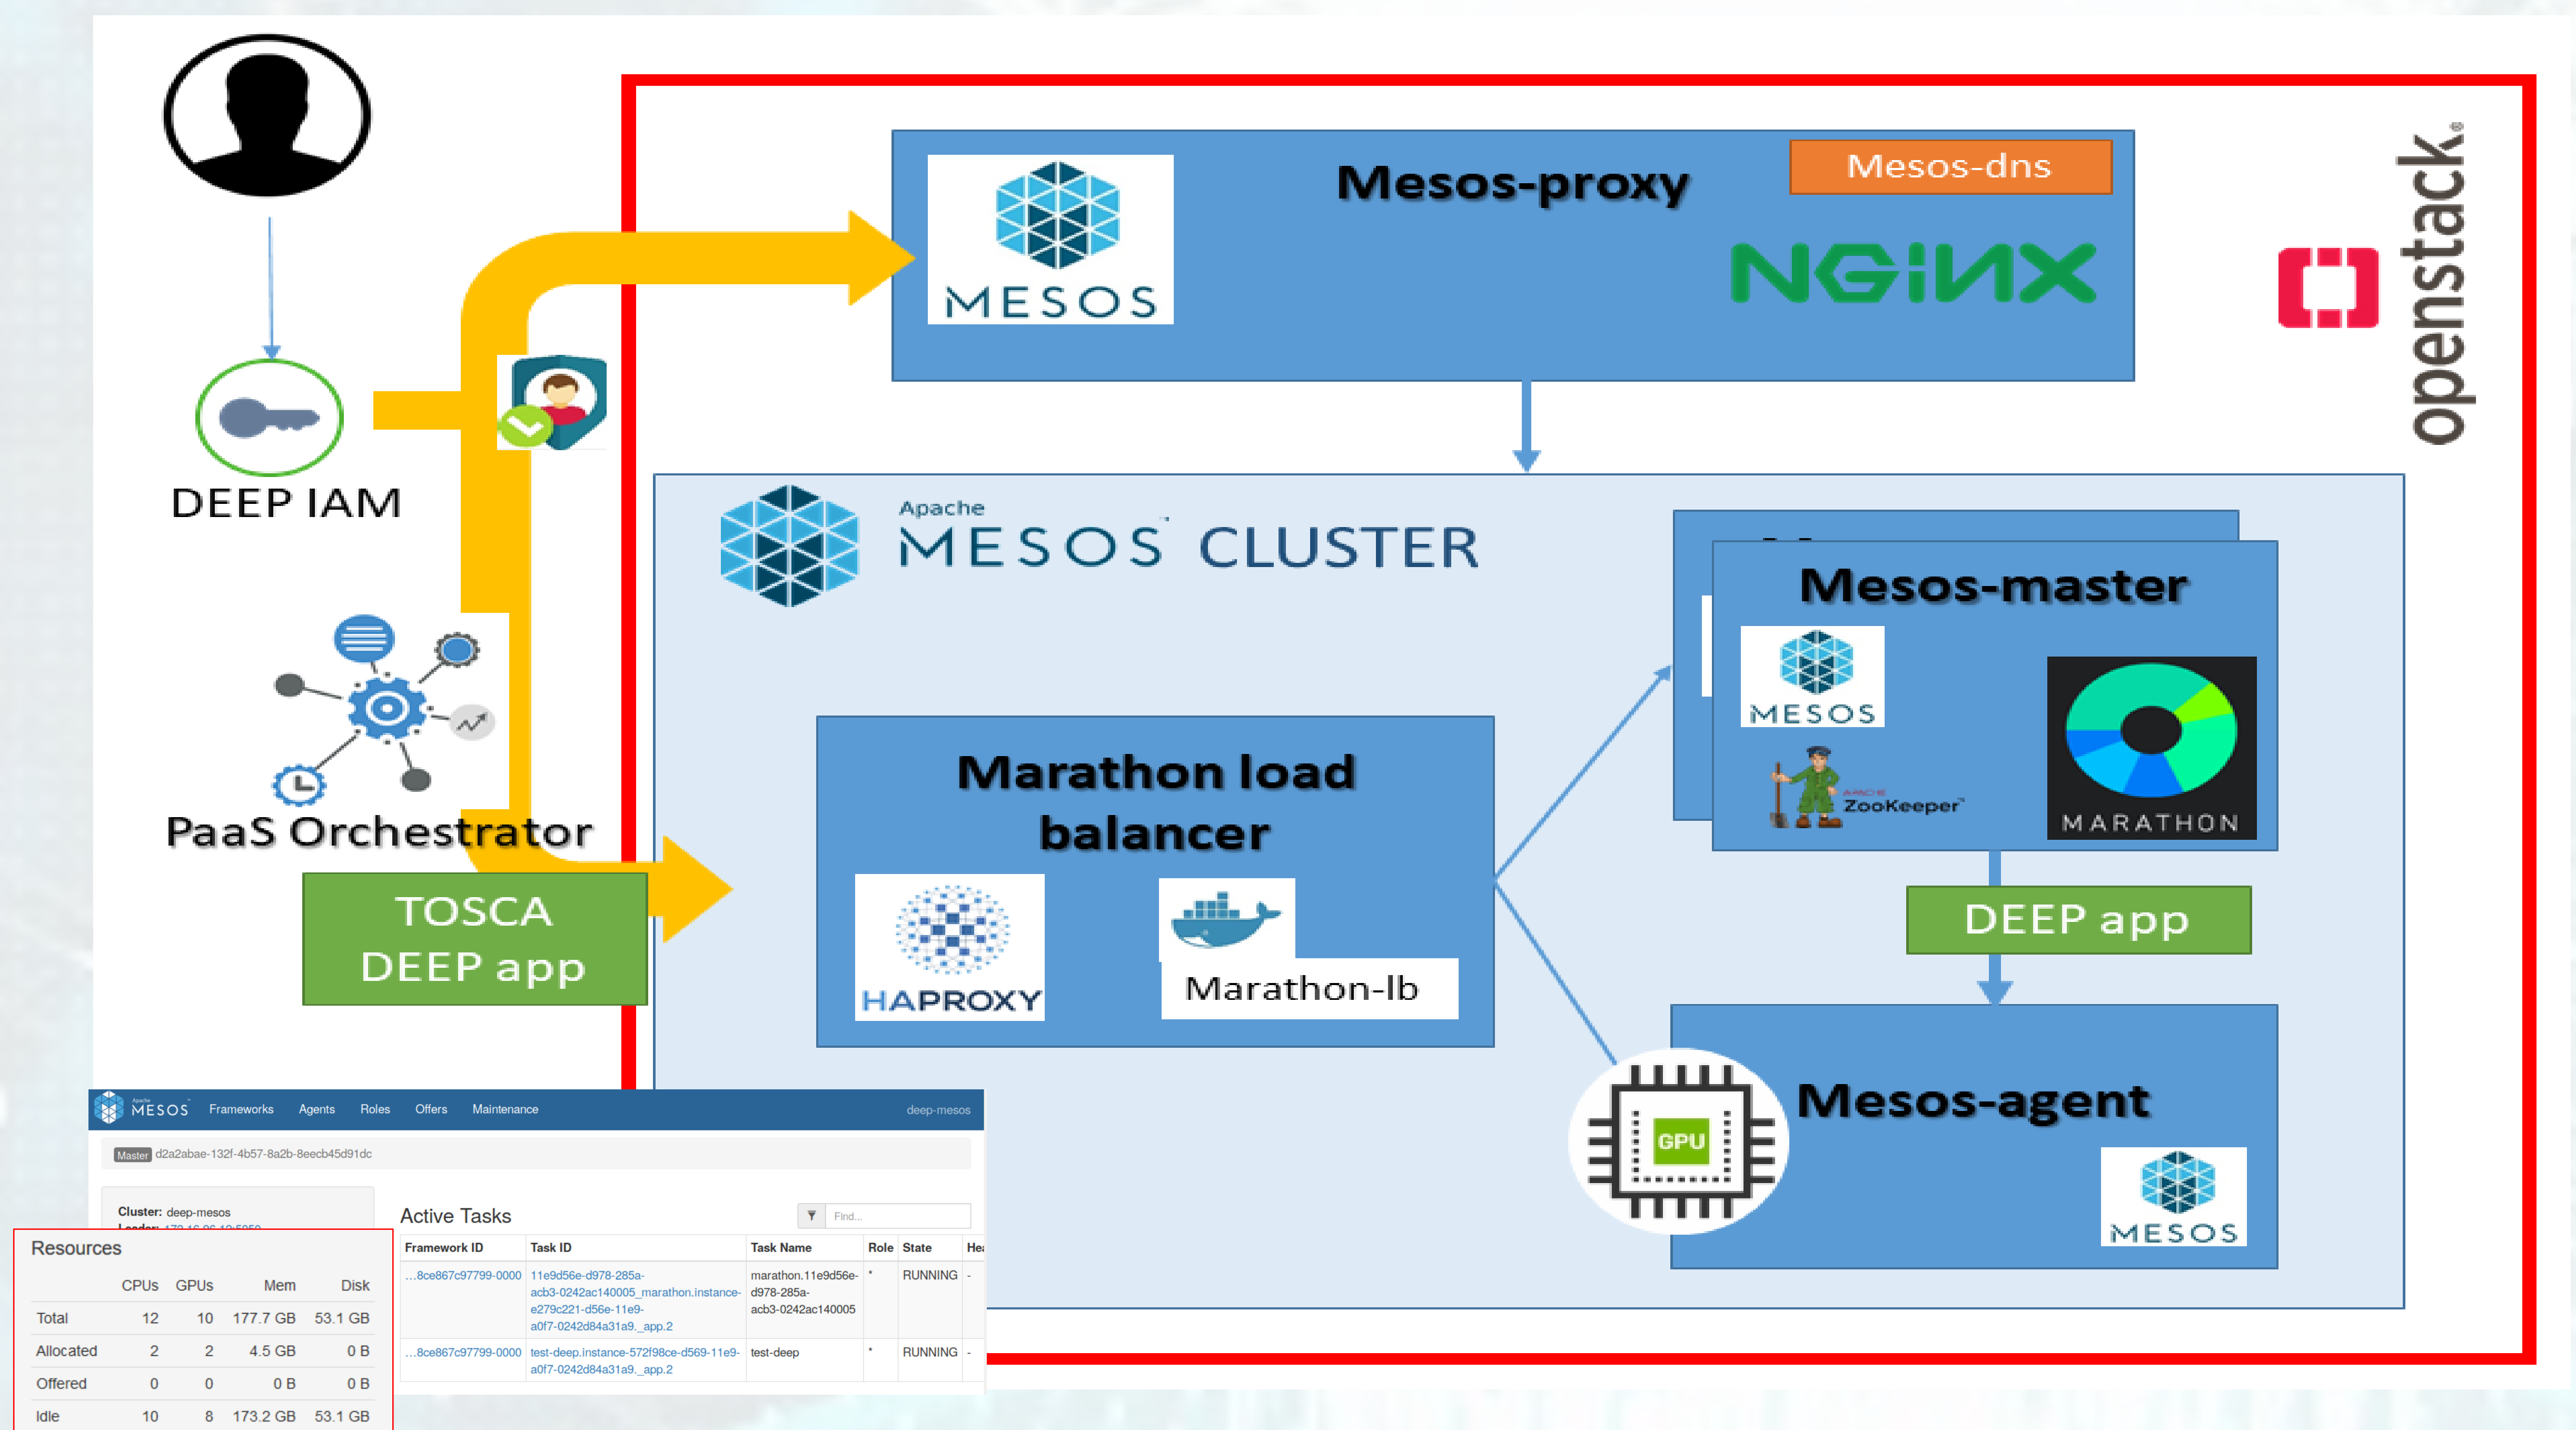 Mesos-proxy
Mesos-dns
MESOS
NGiNX
openstack.
DEEP IAM
Apache
MESOS™ CLUSTER
Mesos-master
MESOS
APACHE
ZooKeeper™
MARATHON
PaaS Orchestrator
TOSCA
DEEP app
Marathon load
balancer
HAPROXY
Marathon-lb
DEEP app
GPU
Mesos-agent
MESOS
Apache
MESOS™ Frameworks Agents Roles Offers Maintenance deep-mesos
Master d2a2abae-132f-4b57-8a2b-8eecb45d91dc
Cluster: deep-mesos
Active Tasks
Find...
Framework ID Task ID Task Name Role State
…8ce867c97799-0000 11e9d56e-d978-285a- marathon.11e9d56e- * RUNNING -
acb3-0242ac140005_marathon.instance- d978-285a-
e279c221-d56e-11e9- acb3-0242ac140005
a0f7-0242d84a31a9._app.2
…8ce867c97799-0000 test-deep.instance-572f98ce-d569-11e9- test-deep * RUNNING -
a0f7-0242d84a31a9._app.2
Resources
CPUs GPUs Mem Disk
Total 12 10 177.7 GB 53.1 GB
Allocated 2 2 4.5 GB 0 B
Offered 0 0 0 B 0 B
Idle 10 8 173.2 GB 53.1 GB